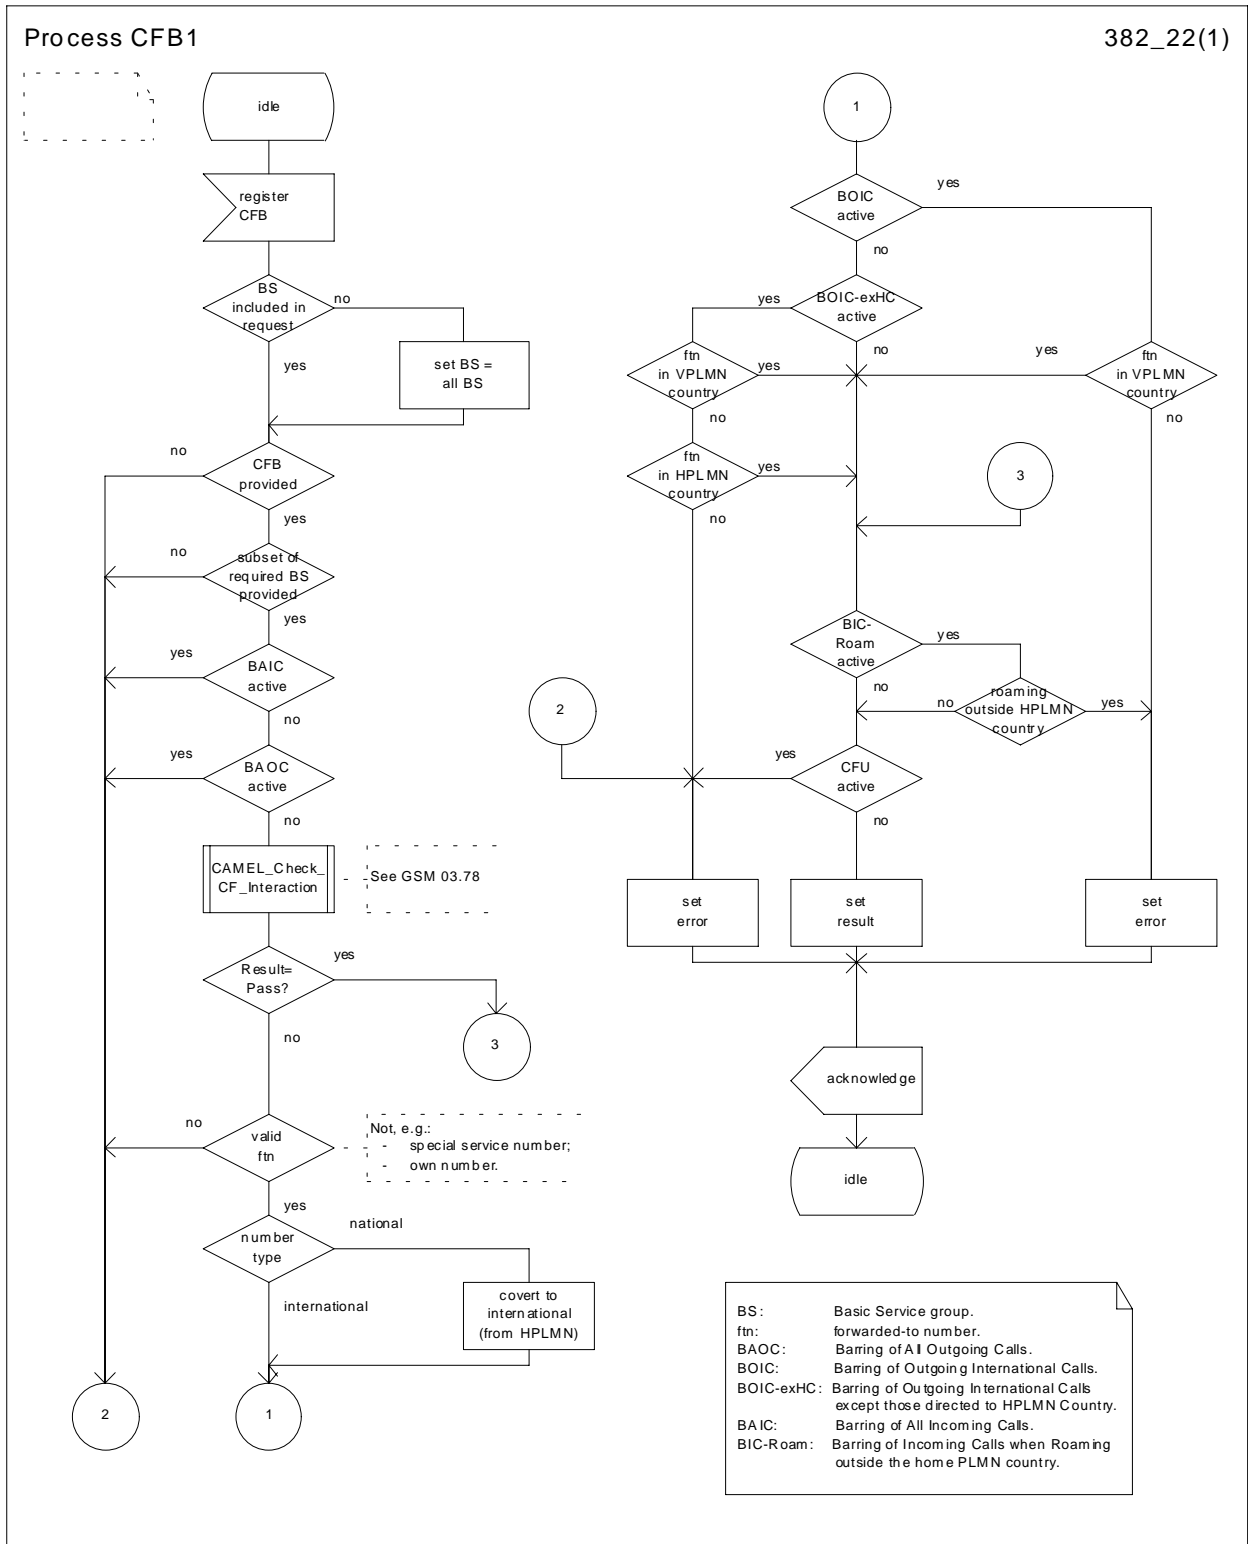 Process CFB1
382_22(1)
idle
register
CFB
BS
included in
request
no
yes
set BS =
all BS
no
CFB
provided
yes
no
subset of
required BS
provided
yes
yes
BAIC
active
no
yes
BAOC
active
no
CAMEL_Check_
CF_Interaction
See GSM 03.78
Result=
Pass?
yes
no
3
no
valid
ftn
Not, e.g.:
- special service number;
- own number.
yes
number
type
national
international
covert to
international
(from HPLMN)
2
1
1
BOIC
active
yes
no
yes
BOIC-exHC
active
no
ftn
in VPLMN
country
yes
no
yes
ftn
in VPLMN
country
no
ftn
in HPLMN
country
yes
no
3
BIC-
Roam
active
yes
no
no
roaming
outside HPLMN
country
yes
2
yes
CFU
active
no
set
error
set
result
set
error
acknowledge
idle
BS: Basic Service group.
ftn: forwarded-to number.
BAOC: Barring of All Outgoing Calls.
BOIC: Barring of Outgoing International Calls.
BOIC-exHC: Barring of Outgoing International Calls
except those directed to HPLMN Country.
BAIC: Barring of All Incoming Calls.
BIC-Roam: Barring of Incoming Calls when Roaming
outside the home PLMN country.